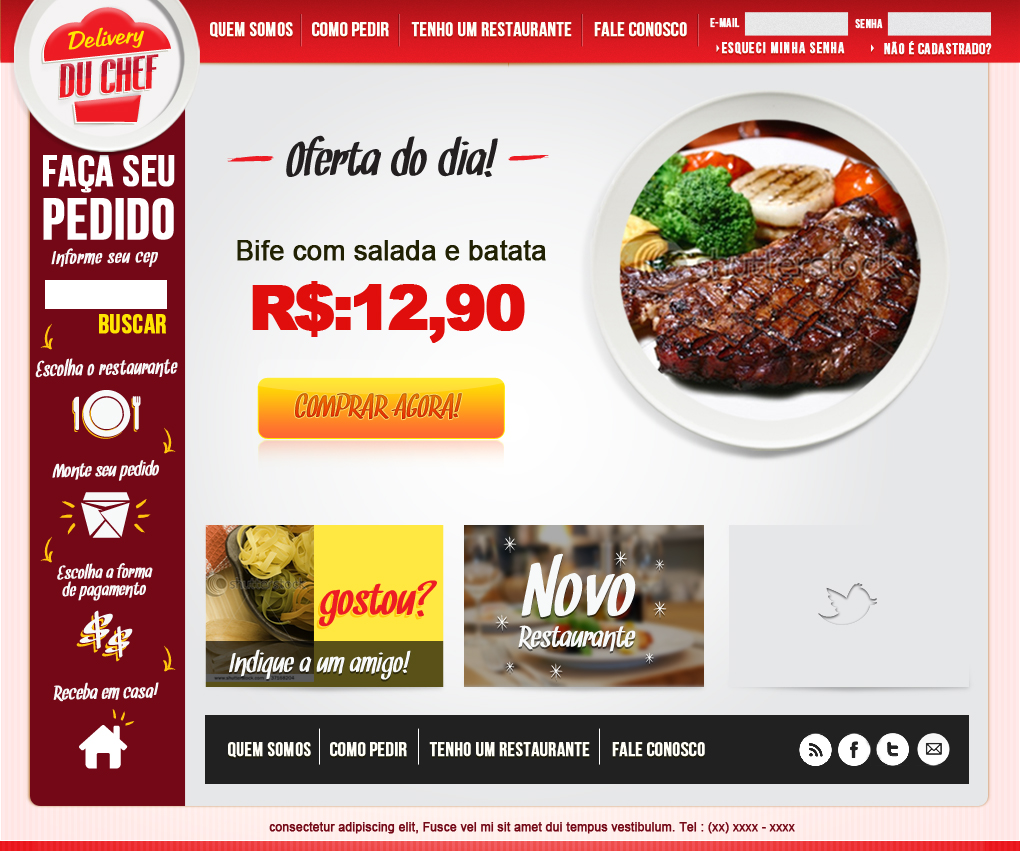 Delivery
DU CHEF
QUEM SOMOS
COMO PEDIR
TENHO UM RESTAURANTE
FALE CONOSCO
E-MAIL
SENHA
ESQUECI MINHA SENHA
NÃO É CADASTRADO?
FAÇA SEU
PEDIDO
Informe seu cep
BUSCAR
Escolha o restaurante
Monte seu pedido
Escolha a forma
de pagamento
$$
Receba em casa!
Oferta do dia!
Bife com salada e batata
R$:12,90
COMPRAR AGORA!
shutterstock
gostou?
Indique a um amigo!
Novo
Restaurante
QUEM SOMOS
COMO PEDIR
TENHO UM RESTAURANTE
FALE CONOSCO
consectetur adipiscing elit, Fusce vel mi sit amet dui tempus vestibulum. Tel : (xx) xxxx - xxxx